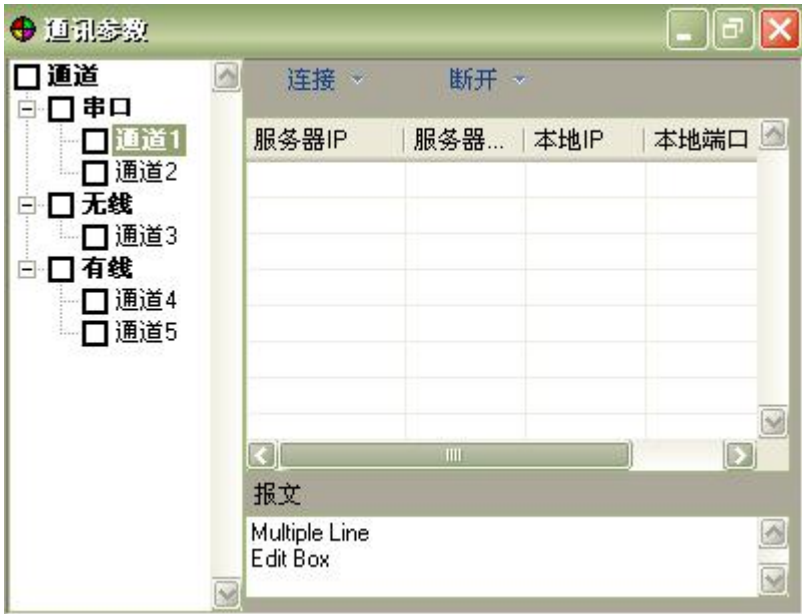 通讯参数
通道
串口
通道1
通道2
无线
通道3
有线
通道4
通道5
连接 断开
服务器IP 服务器... 本地IP 本地端口
报文
Multiple Line
Edit Box